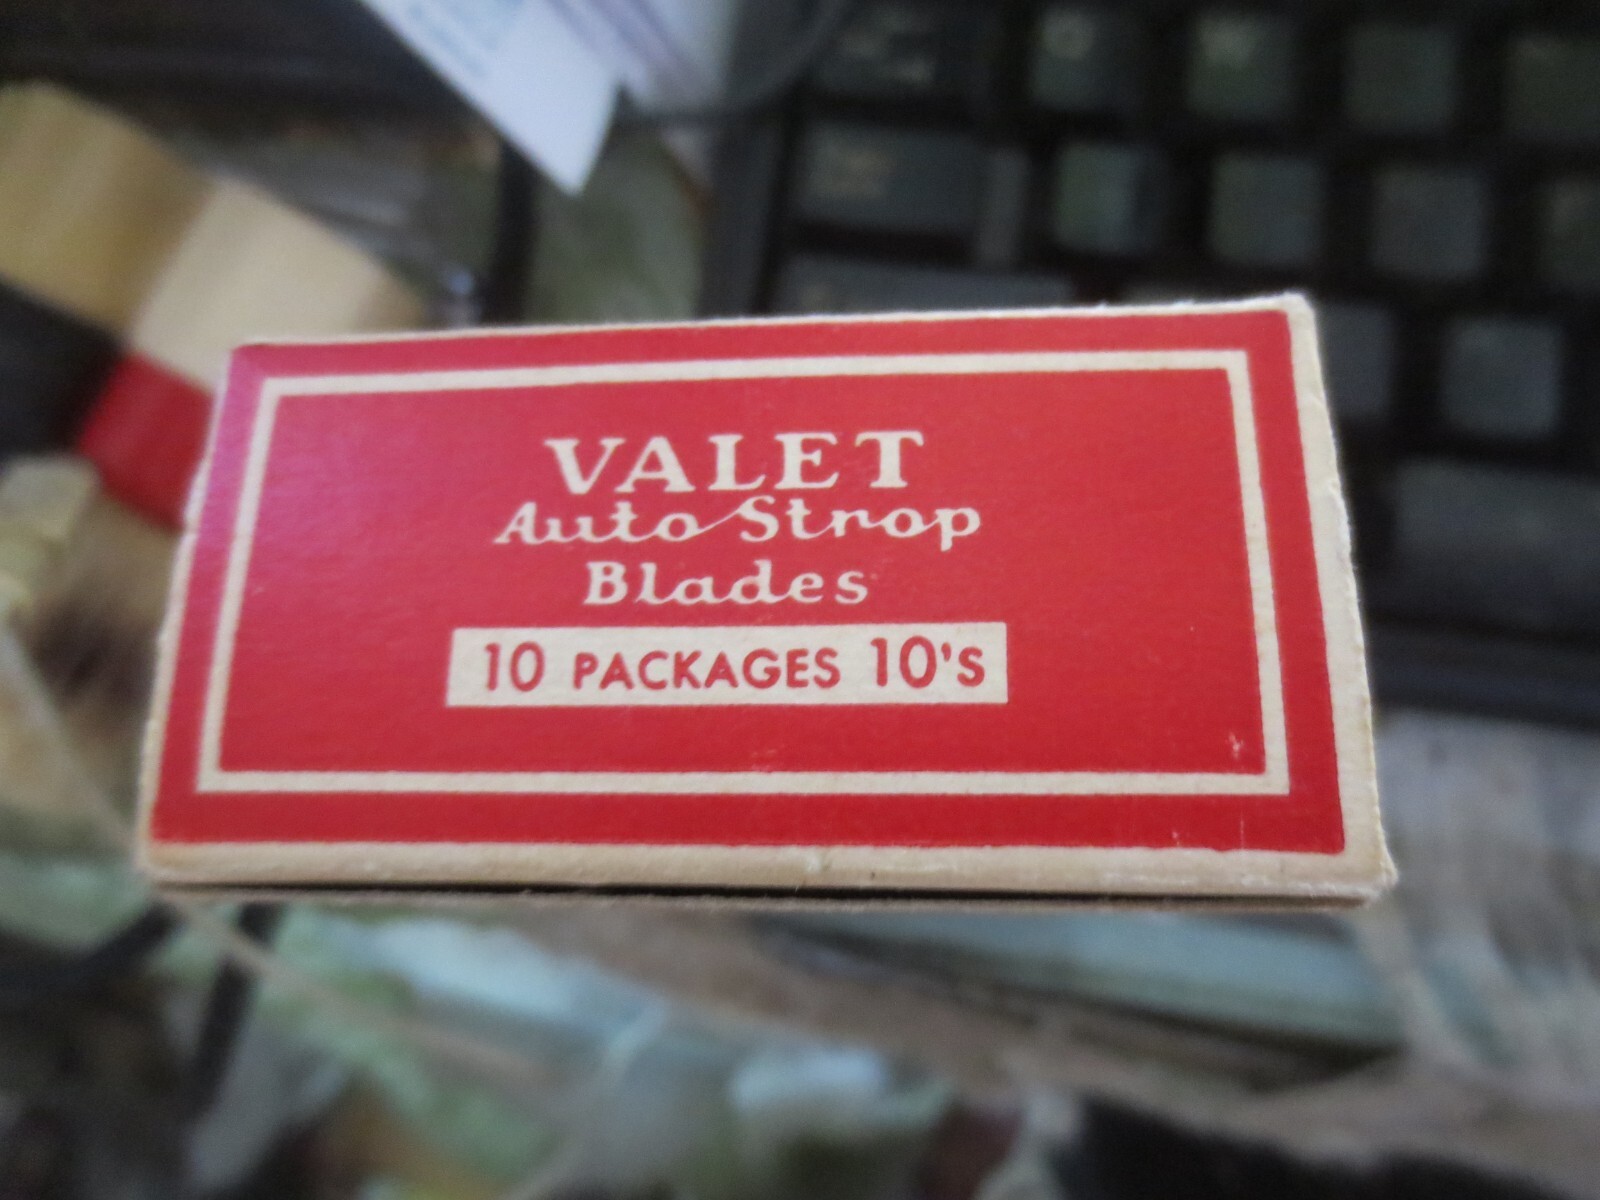 VALET
Auto Strop
Blades
10 PACKAGES 10'S